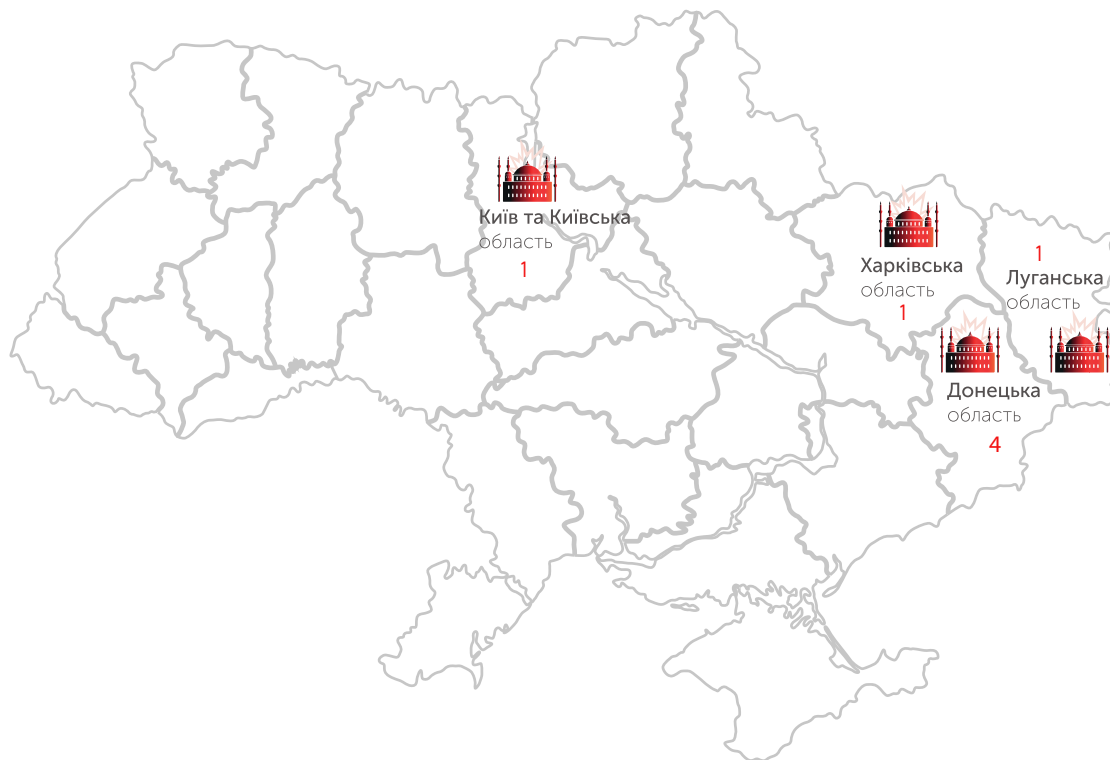 Київ та Київська
область
1
Харківська
область
1
1
Луганська
область
Донецька
область
4